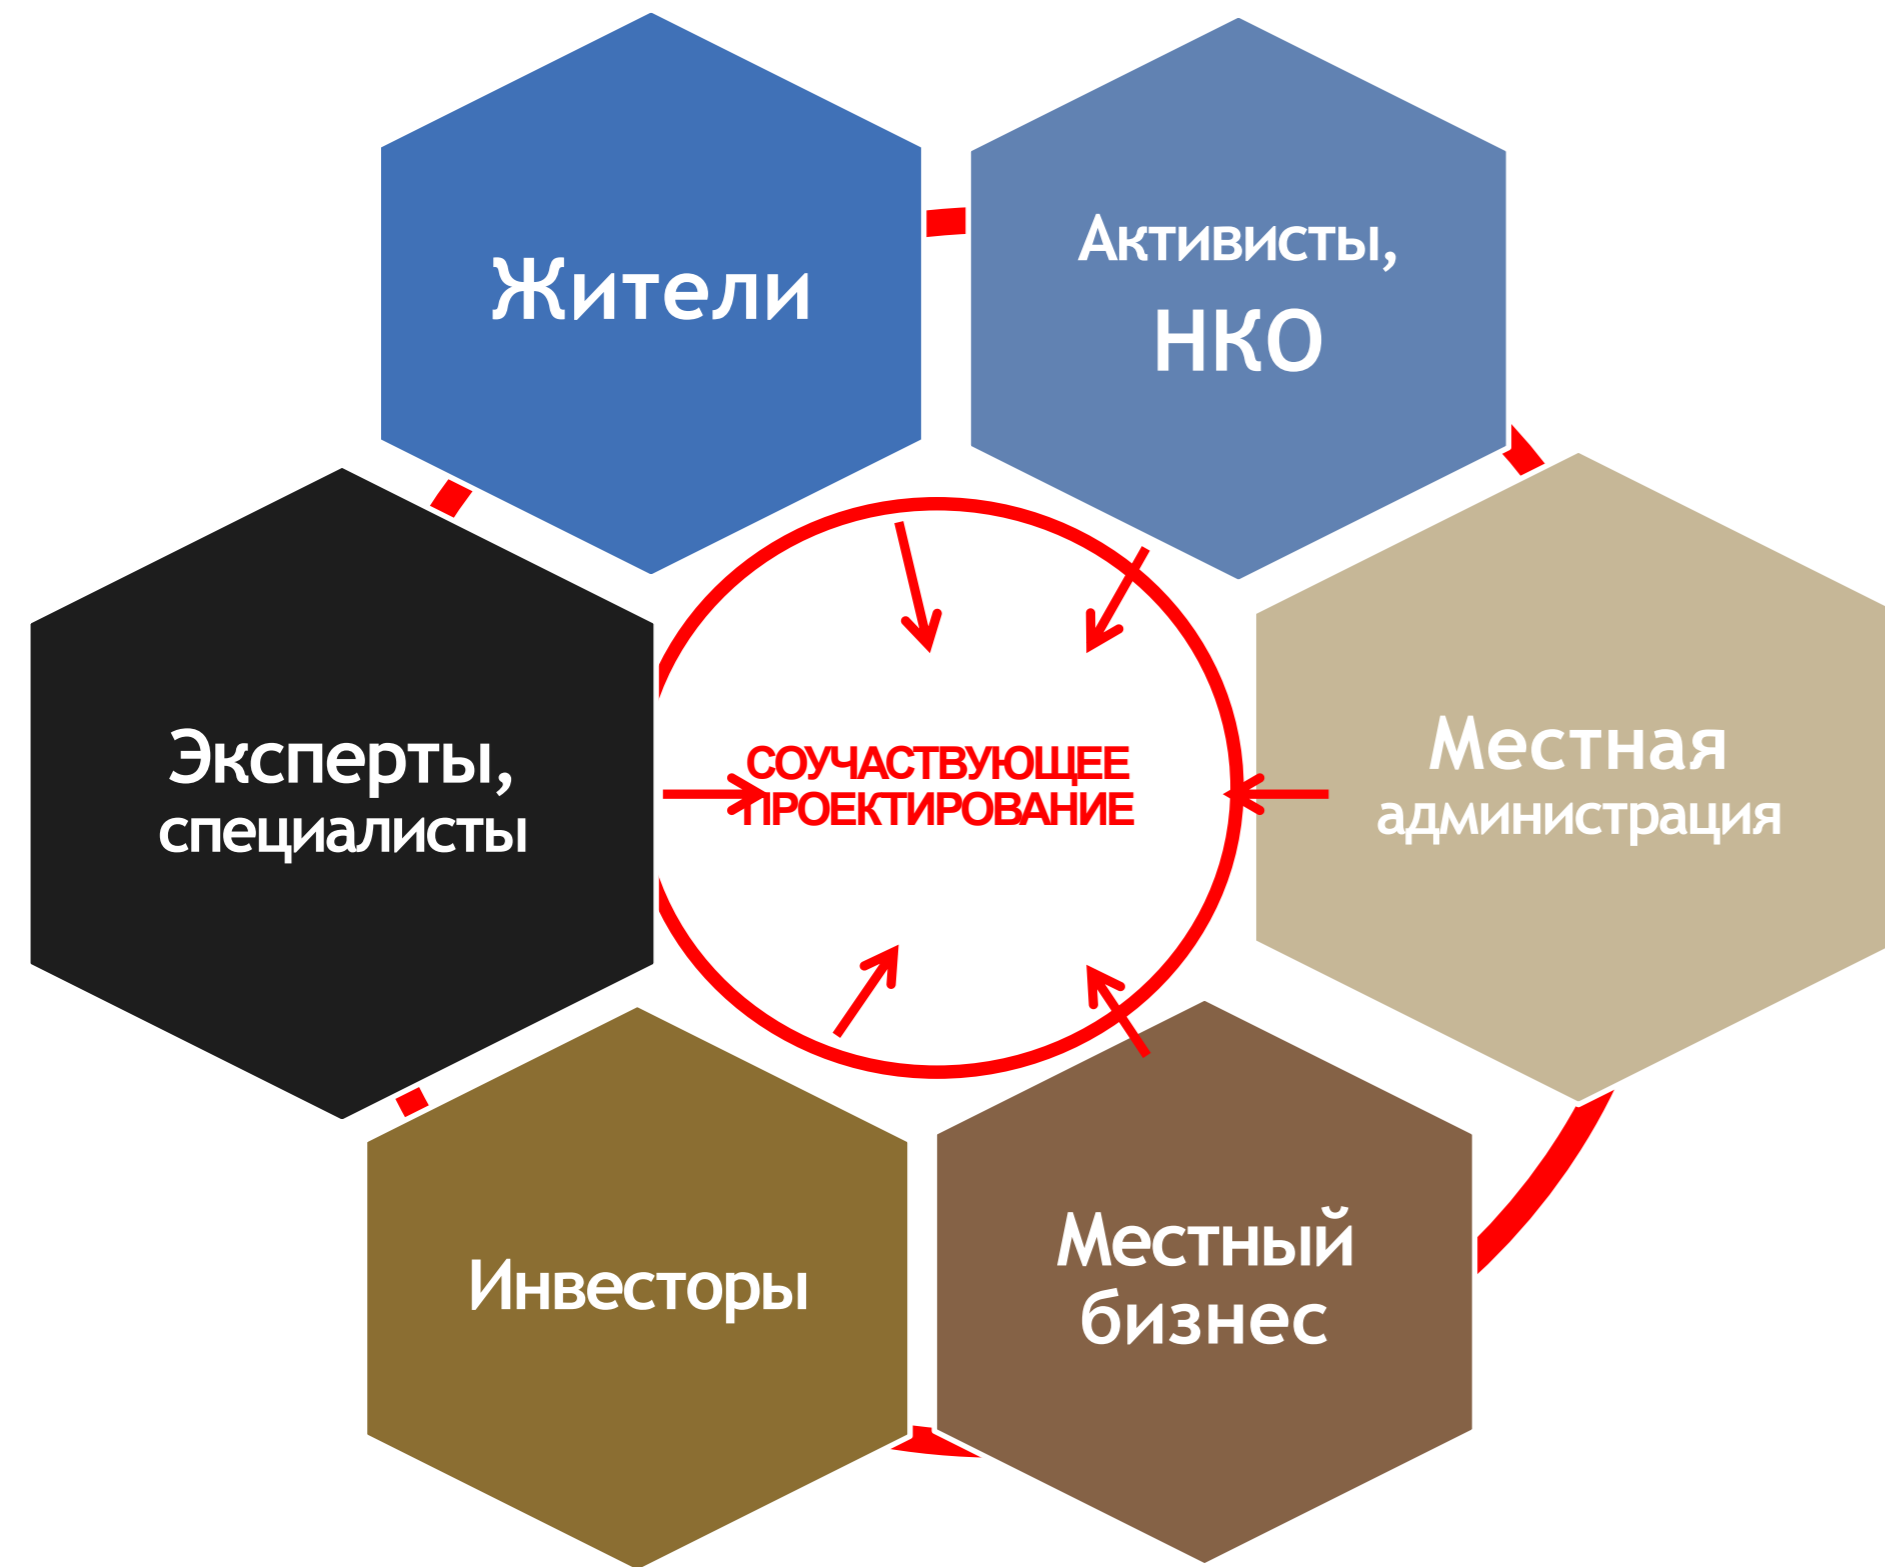 Жители
Активисты,
НКО
Эксперты,
специалисты
СОУЧАСТВУЮЩЕЕ
ПРОЕКТИРОВАНИЕ
Местная
администрация
Инвесторы
Местный
бизнес